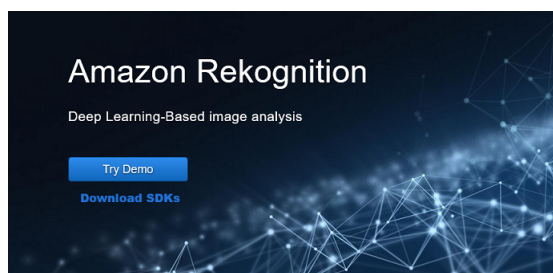 Amazon Rekognition
Deep Learning-Based image analysis
Try Demo
Download SDKs